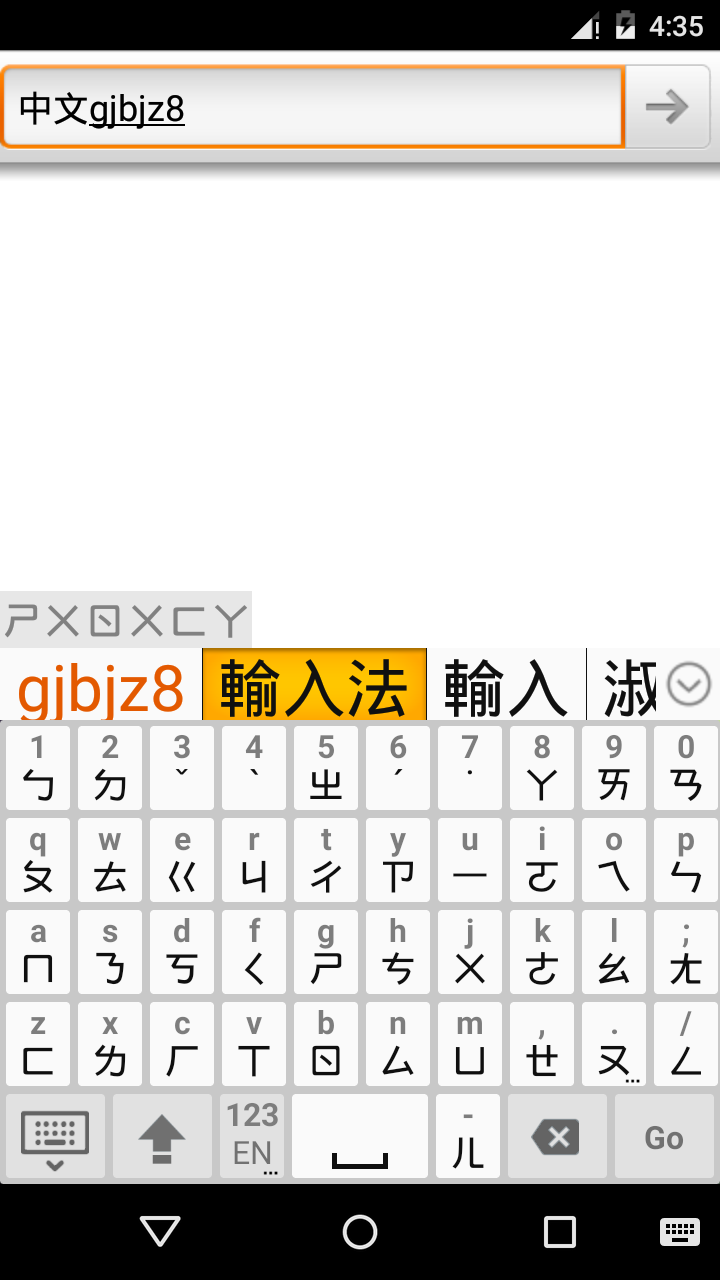 4:35
中文gjbjz8
ㄕㄨㄖㄨㄈㄚ
gjbjz8 輸入法 輸入 淑
1 2 3 4 5 6 7 8 9 0
ㄅ ㄉ ˇ ˋ ㄓ ˊ ˙ ㄚ ㄞ ㄢ
q w e r t y u i o p
ㄆ ㄊ ㄍ ㄐ ㄔ ㄗ ㄧ ㄛ ㄟ ㄣ
a s d f g h j k l ;
ㄇ ㄋ ㄎ ㄑ ㄕ ㄘ ㄨ ㄜ ㄠ ㄤ
z x c v b n m , . /
ㄈ ㄌ ㄏ ㄒ ㄖ ㄙ ㄩ ㄝ ㄡ... ㄥ
123 -
EN... ㄦ Go